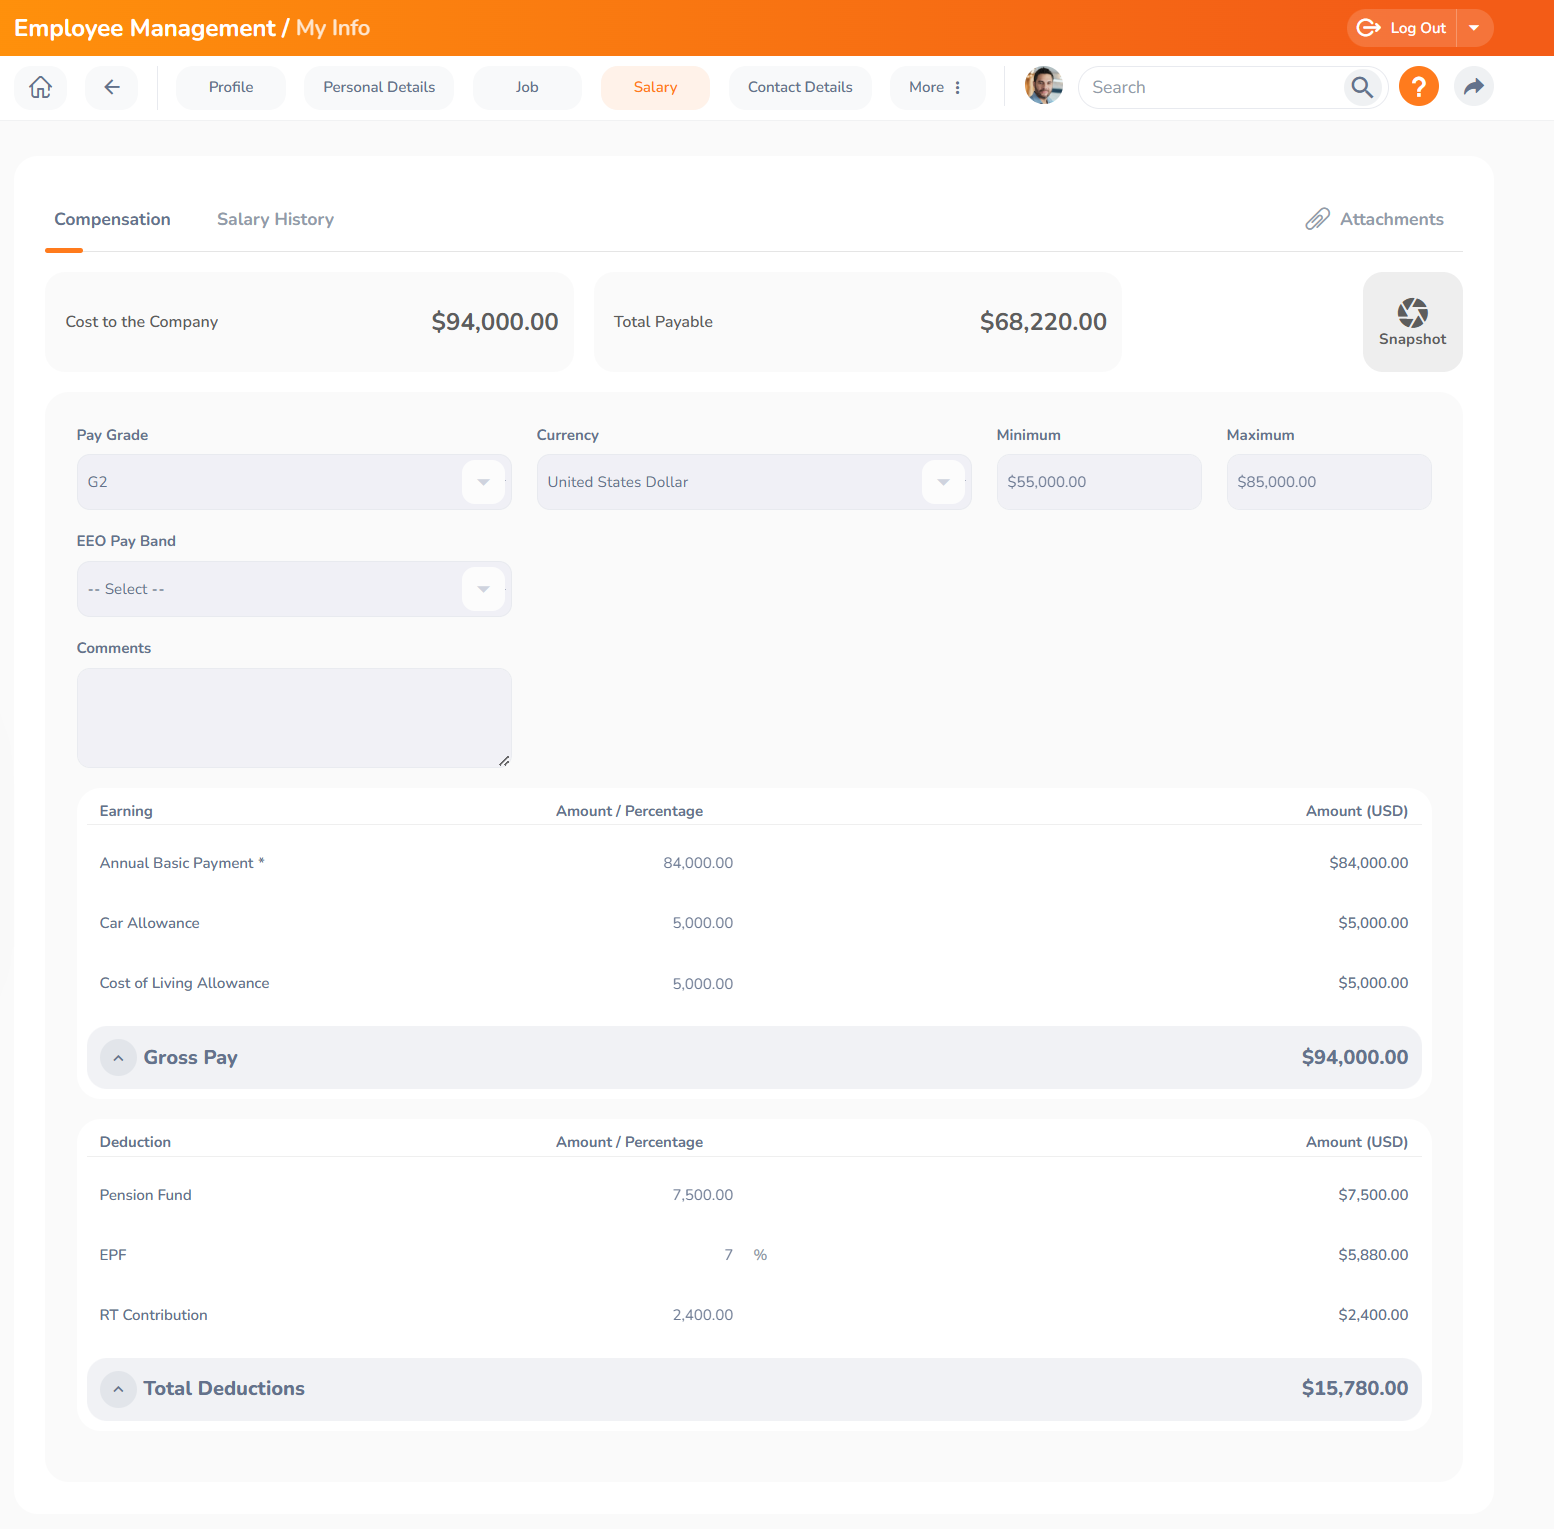 Employee Management / My Info
Log Out
Profile
Personal Details
Job
Salary
Contact Details
More
Search
?
Compensation
Salary History
Attachments
Cost to the Company
$94,000.00
Total Payable
$68,220.00
Snapshot
Pay Grade
Currency
Minimum
Maximum
G2
United States Dollar
$55,000.00
$85,000.00
EEO Pay Band
-- Select --
Comments
Earning
Amount / Percentage
Amount (USD)
Annual Basic Payment *
84,000.00
$84,000.00
Car Allowance
5,000.00
$5,000.00
Cost of Living Allowance
5,000.00
$5,000.00
Gross Pay
$94,000.00
Deduction
Amount / Percentage
Amount (USD)
Pension Fund
7,500.00
$7,500.00
EPF
7 %
$5,880.00
RT Contribution
2,400.00
$2,400.00
Total Deductions
$15,780.00